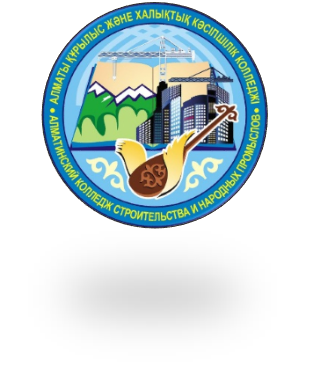 АЛМАТЫ ҚҰРЫЛЫС ЖӘНЕ ХАЛЫҚТЫҚ КӘСІПШІЛІК КОЛЛЕДЖІ
АЛМАТИНСКИЙ КОЛЛЕДЖ СТРОИТЕЛЬСТВА И НАРОДНЫХ ПРОМЫСЛОВ